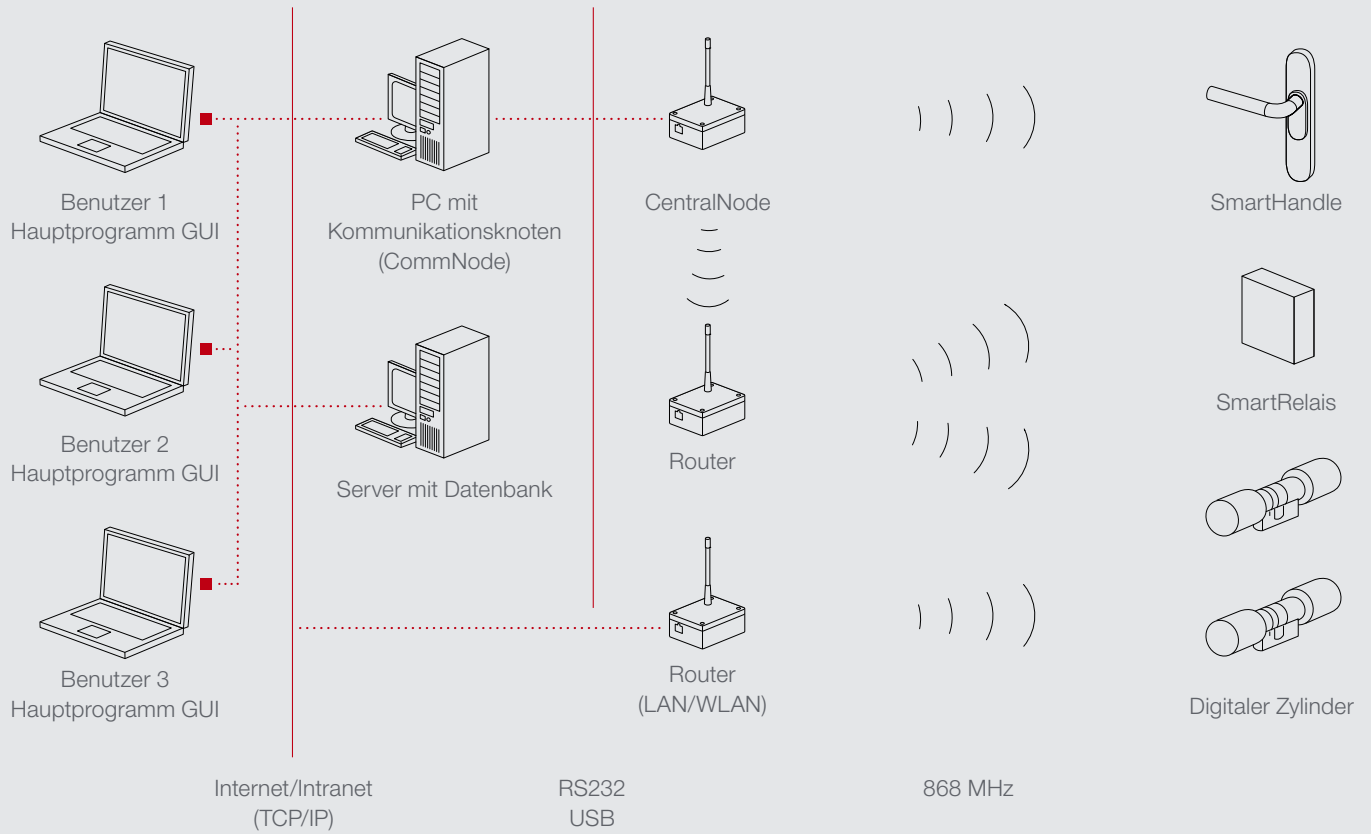 Benutzer 1
Hauptprogramm GUI
PC mit
Kommunikationsknoten
(CommNode)
CentralNode
SmartHandle
Benutzer 2
Hauptprogramm GUI
Server mit Datenbank
Router
SmartRelais
Benutzer 3
Hauptprogramm GUI
Router
(LAN/WLAN)
Digitaler Zylinder
Internet/Intranet
(TCP/IP)
RS232
USB
868 MHz